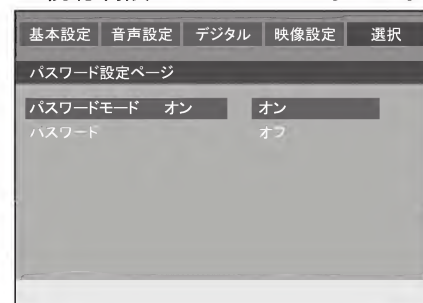 基本設定 音声設定 デジタル 映像設定 選択
パスワード設定ページ
パスワードモード オン オン
パスワード オフ